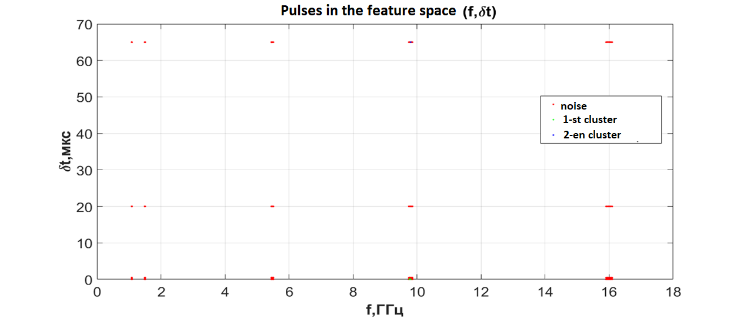 Pulses in the feature space (f,δt)
70
60
50
40
30
20
10
0
δt,мкс
noise
1-st cluster
2-en cluster
0 2 4 6 8 10 12 14 16 18
f,ГГц